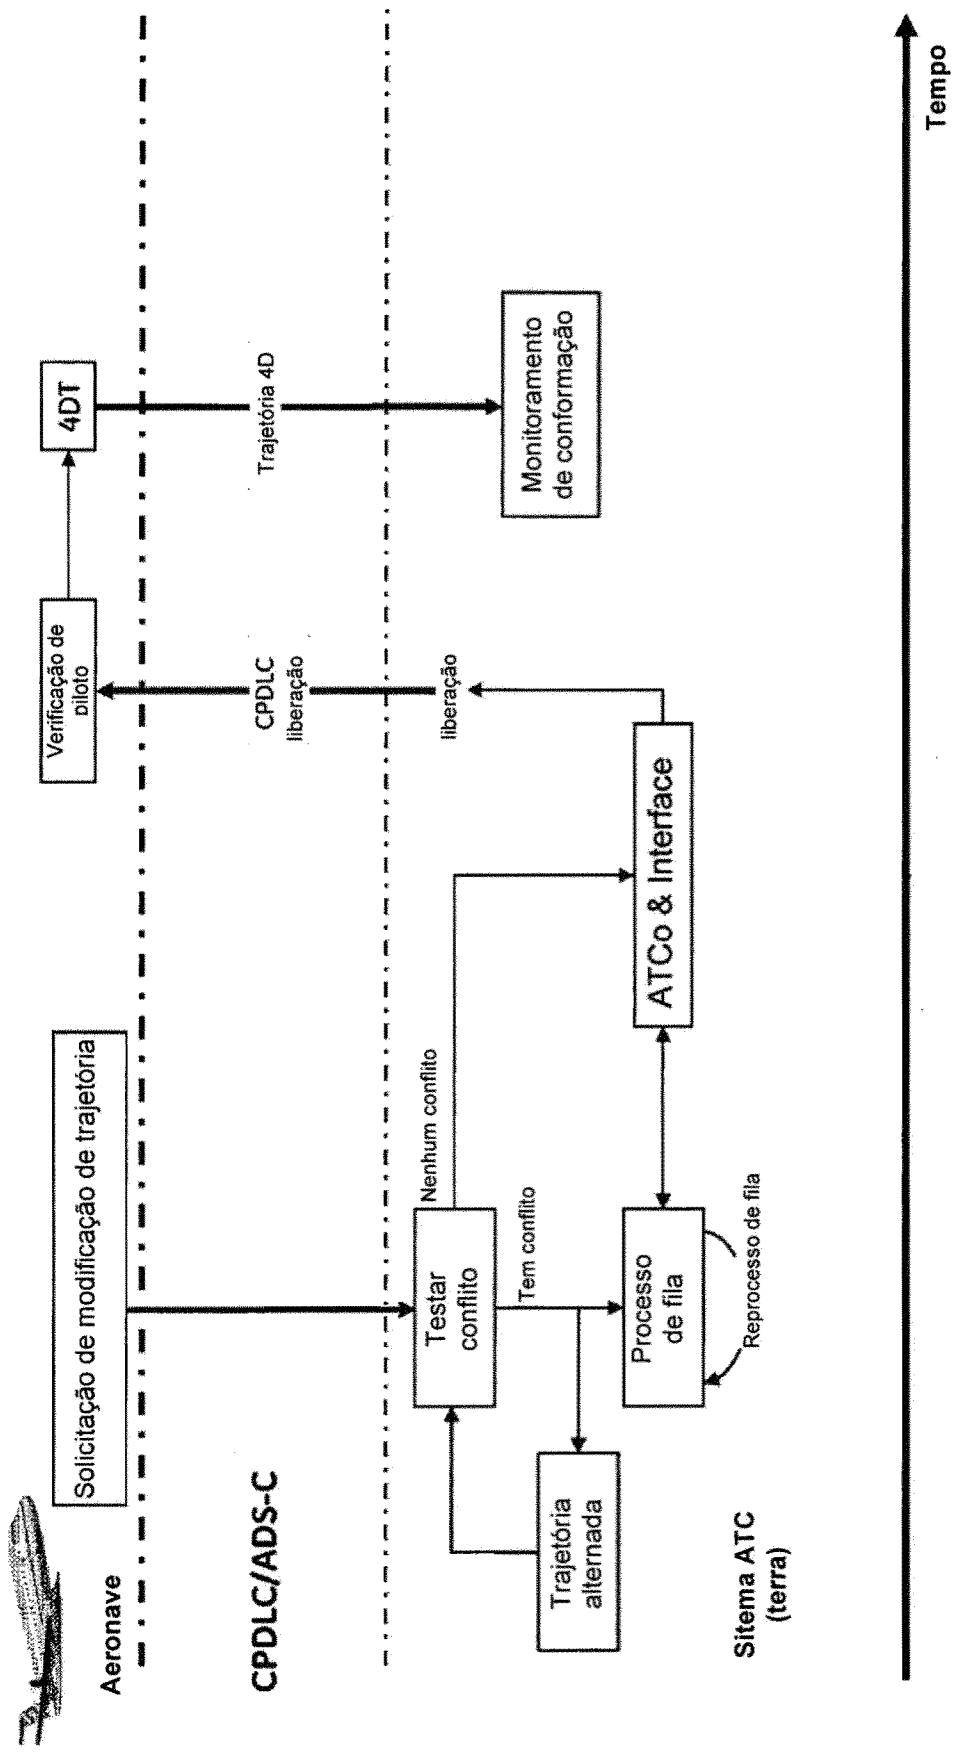 Aeronave
Solicitação de modificação de trajetória
Verificação de
piloto
4DT
CPDLC/ADS-C
CPDLC
liberação
Trajetória 4D
Testar
conflito
Nenhum conflito
liberação
Tem conflito
Monitoramento
de conformação
Trajetória
alternada
Processo
de fila
ATCo & Interface
Reprocesso de fila
Sitema ATC
(terra)
Tempo